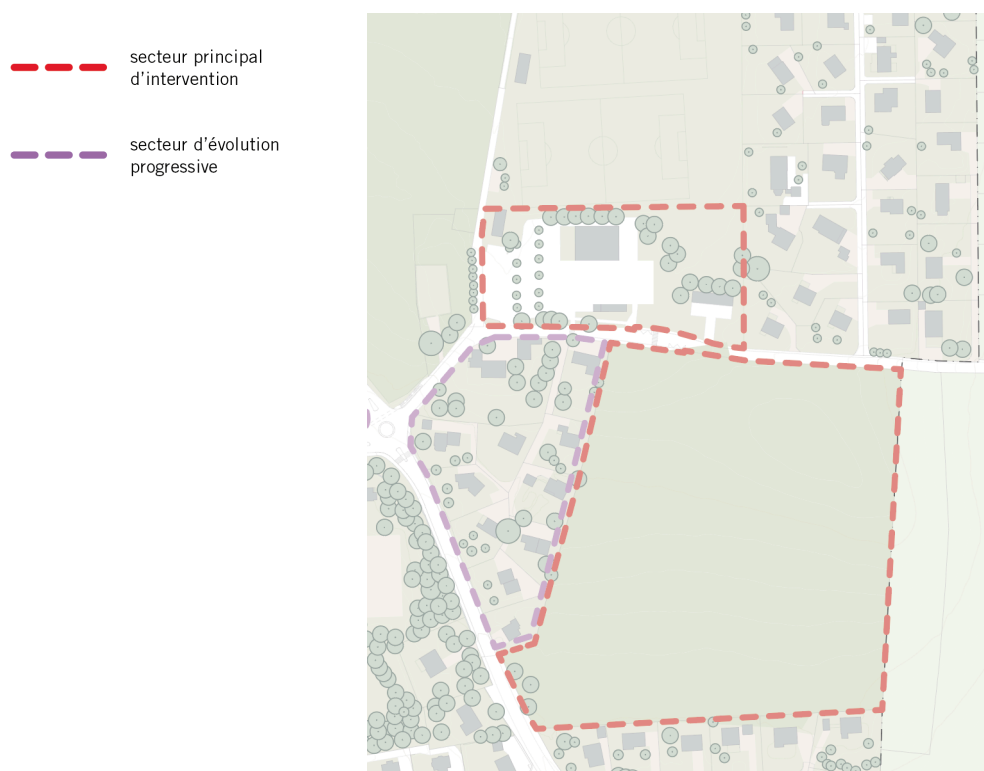 secteur principal
d'intervention
secteur d'évolution
progressive